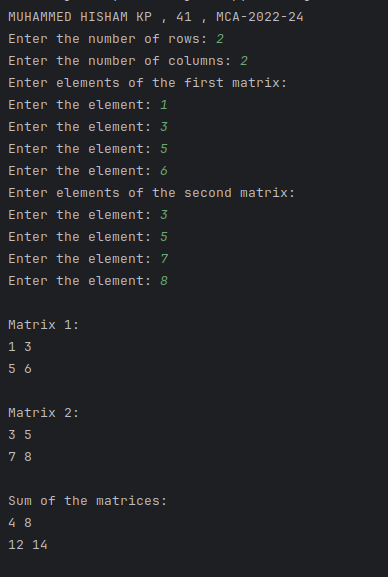 MUHAMMED HISHAM KP , 41 , MCA-2022-24
Enter the number of rows: 2
Enter the number of columns: 2
Enter elements of the first matrix:
Enter the element: 1
Enter the element: 3
Enter the element: 5
Enter the element: 6
Enter elements of the second matrix:
Enter the element: 3
Enter the element: 5
Enter the element: 7
Enter the element: 8
Matrix 1:
1 3
5 6
Matrix 2:
3 5
7 8
Sum of the matrices:
4 8
12 14